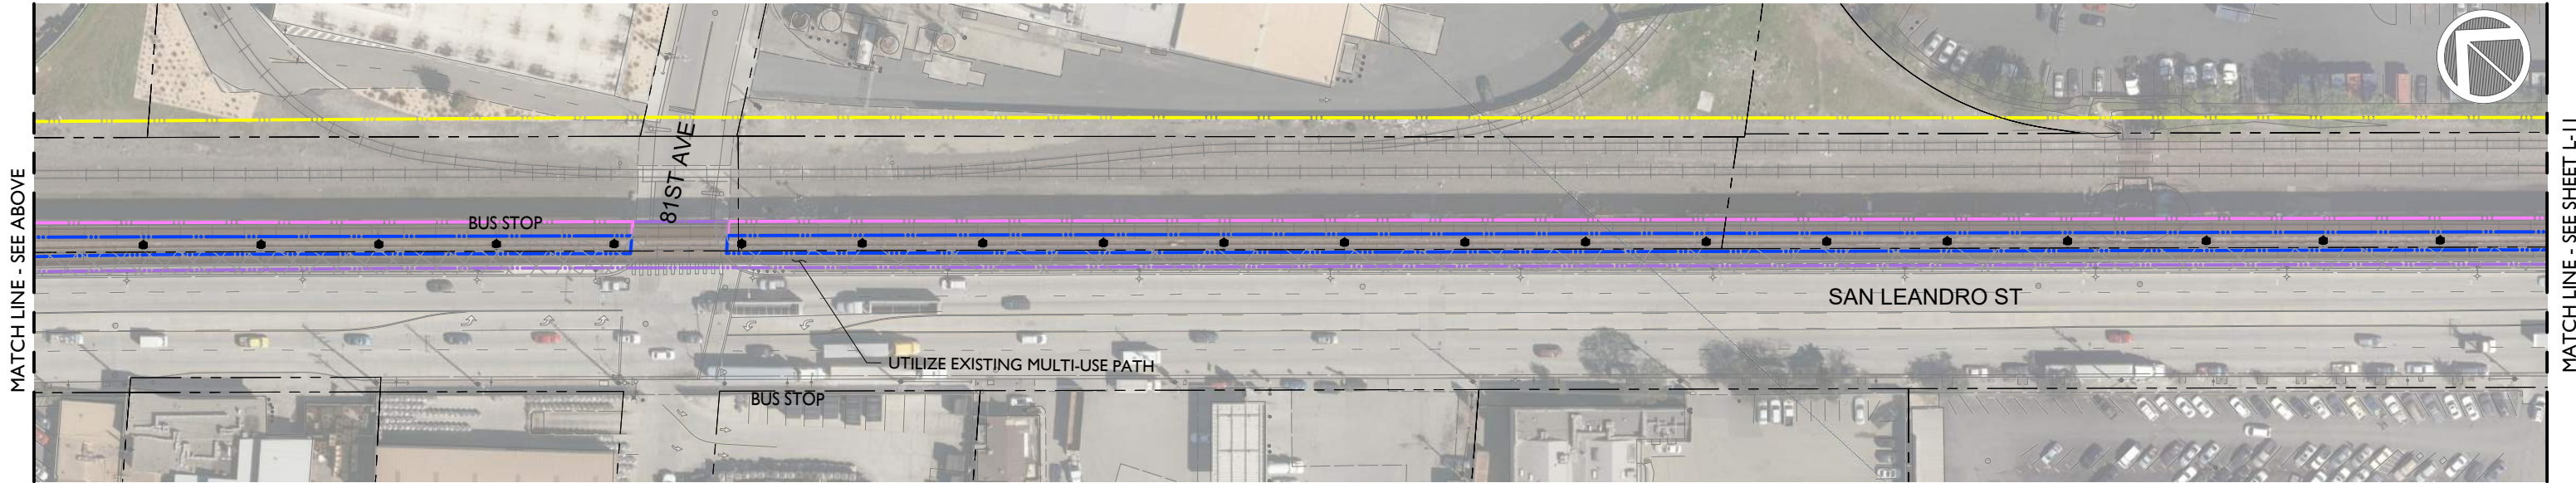 MATCH LINE - SEE ABOVE
81ST AVE
BUS STOP
SAN LEANDRO ST
UTILIZE EXISTING MULTI-USE PATH
BUS STOP
MATCH LINE - SEE SHEET L-11